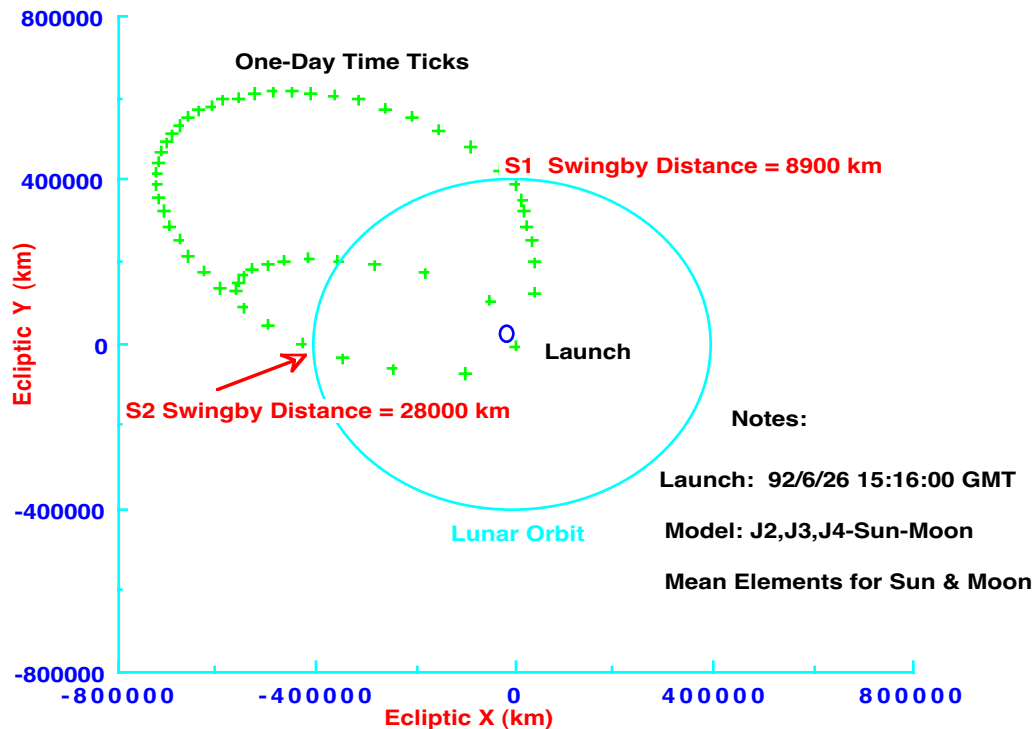 800000
One-Day Time Ticks
S1 Swingby Distance = 8900 km
400000
Ecliptic Y (km)
0
Launch
S2 Swingby Distance = 28000 km
Notes:
Launch: 92/6/26 15:16:00 GMT
-400000
Lunar Orbit
Model: J2,J3,J4-Sun-Moon
Mean Elements for Sun & Moon
-800000
-800000 -400000 0 400000 800000
Ecliptic X (km)